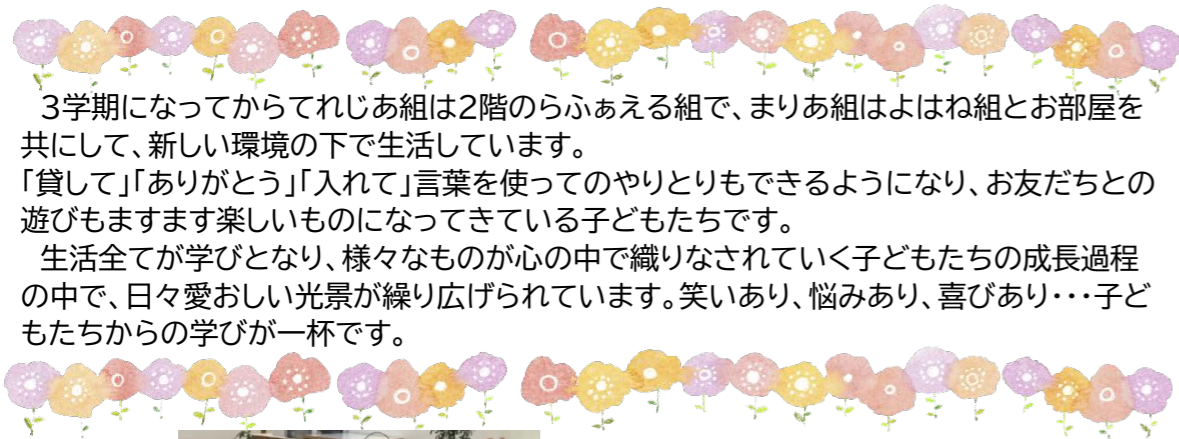 3学期になってからてれじあ組は2階のらふぁえる組で、まりあ組はよはね組とお部屋を
共にして、新しい環境の下で生活しています。
「貸して」「ありがとう」「入れて」言葉を使ってのやりとりもできるようになり、お友だちとの
遊びもますます楽しいものになってきている子どもたちです。
　生活全てが学びとなり、様々なものが心の中で織りなされていく子どもたちの成長過程
の中で、日々愛おしい光景が繰り広げられています。笑いあり、悩みあり、喜びあり・・・子ど
もたちからの学びが一杯です。